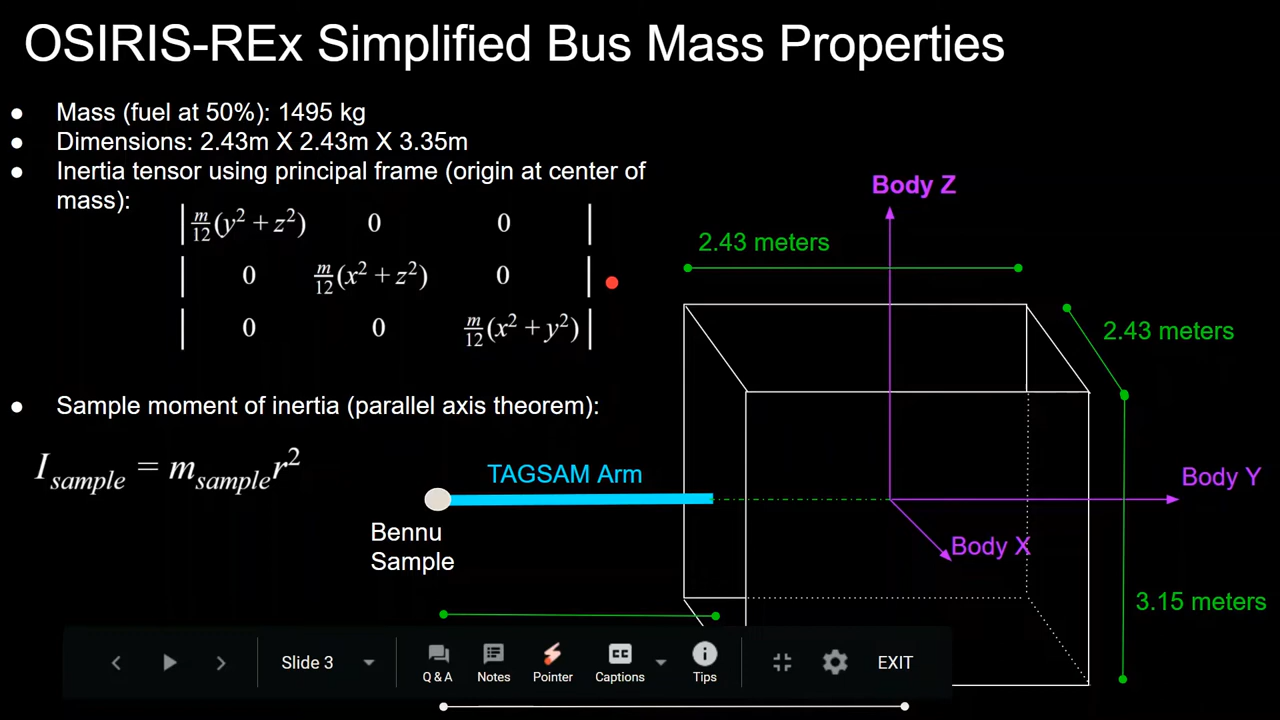 OSIRIS-REx Simplified Bus Mass Properties
● Mass (fuel at 50%): 1495 kg
● Dimensions: 2.43m X 2.43m X 3.35m
● Inertia tensor using principal frame (origin at center of
mass):
| m/12(y² + z²) 0 0 |
| 0 m/12(x² + z²) 0 |
| 0 0 m/12(x² + y²) |
● Sample moment of inertia (parallel axis theorem):
I_sample = m_sample r²
Body Z
2.43 meters
2.43 meters
TAGSAM Arm
Body Y
Bennu
Sample
Body X
3.15 meters
Slide 3
Q & A
Notes
Pointer
CC
Captions
Tips
EXIT